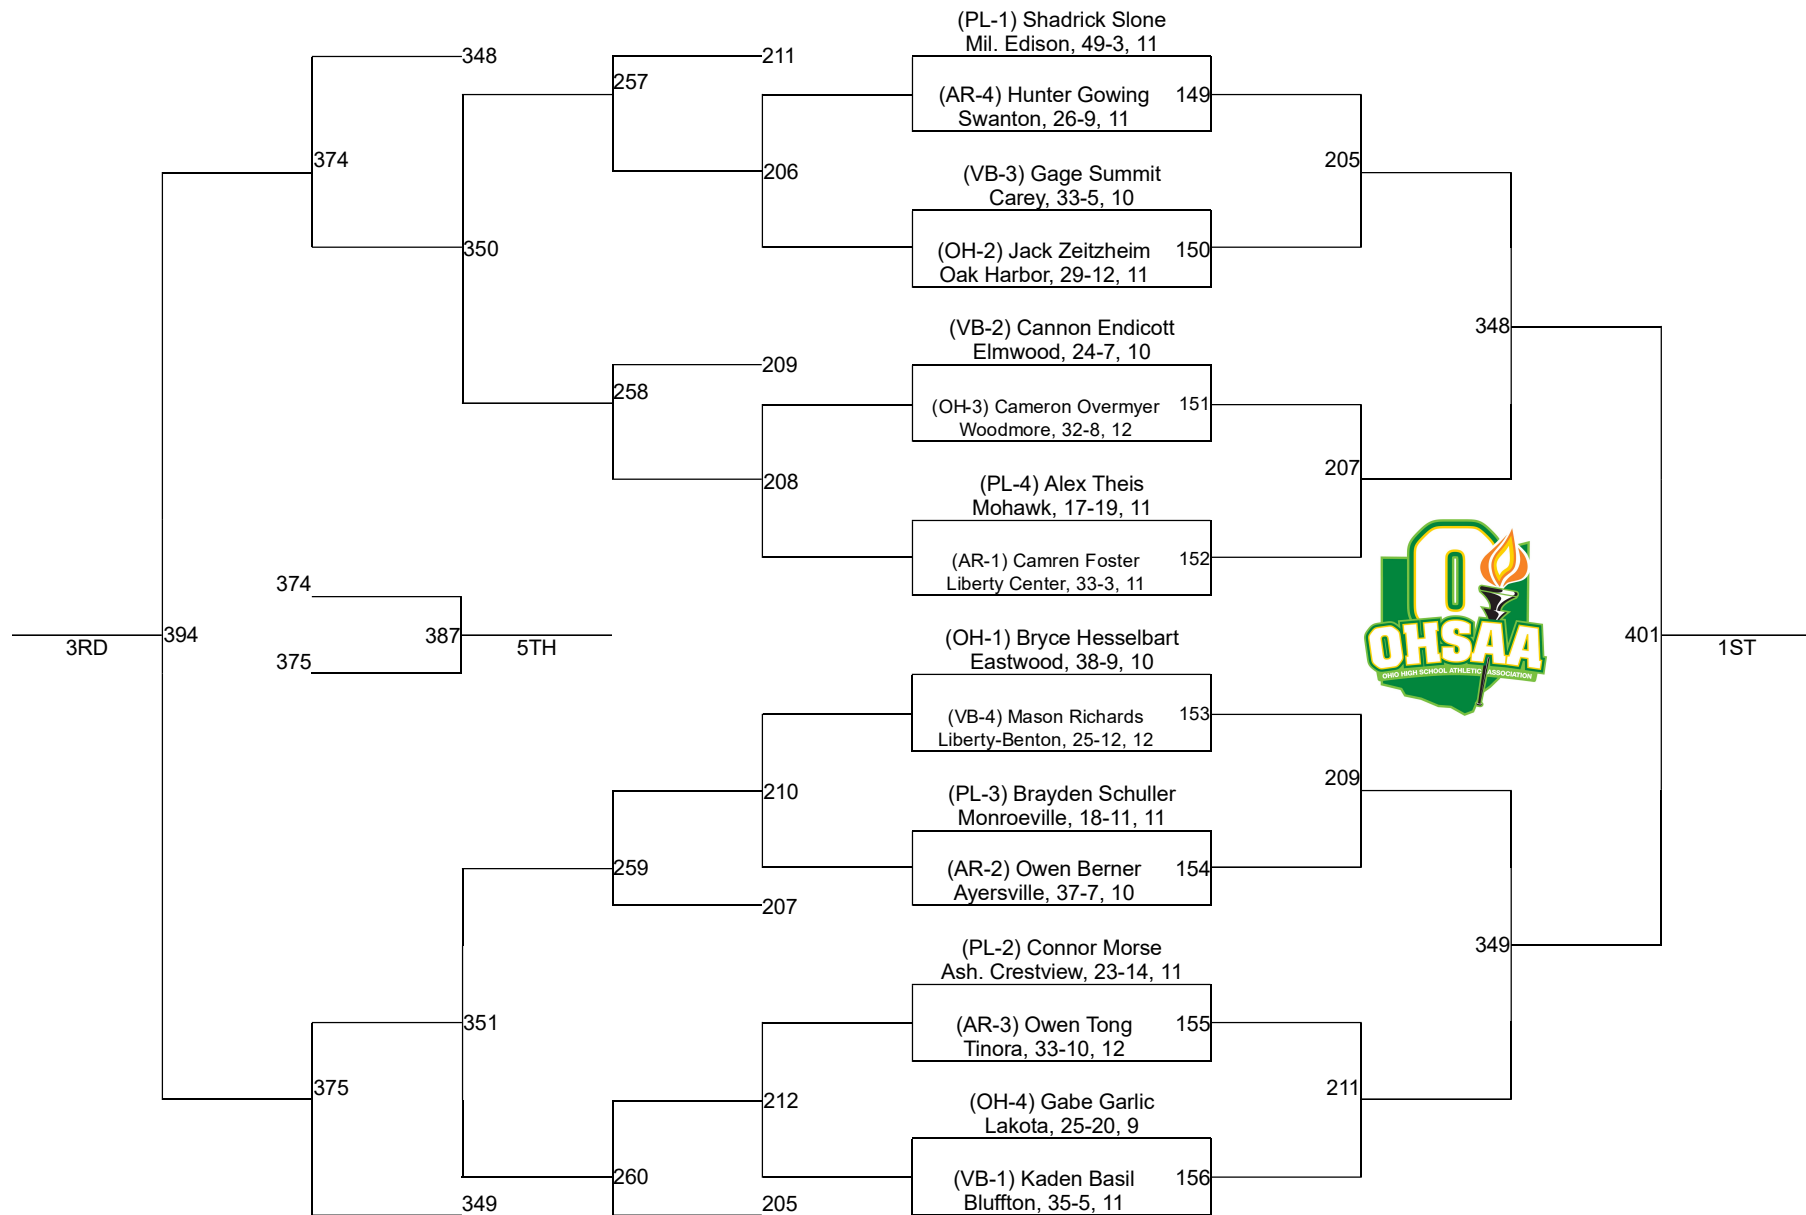 (PL-1) Shadrick Slone
Mil. Edison, 49-3, 11
348
211
257
(AR-4) Hunter Gowing 149
Swanton, 26-9, 11
374
205
206
(VB-3) Gage Summit
Carey, 33-5, 10
350
(OH-2) Jack Zeitzheim 150
Oak Harbor, 29-12, 11
(VB-2) Cannon Endicott
Elmwood, 24-7, 10
348
209
258
(OH-3) Cameron Overmyer 151
Woodmore, 32-8, 12
207
208
(PL-4) Alex Theis
Mohawk, 17-19, 11
(AR-1) Camren Foster 152
Liberty Center, 33-3, 11
374
394
3RD
387
5TH
375
(OH-1) Bryce Hesselbart
Eastwood, 38-9, 10
OHSAA
OHIO HIGH SCHOOL ATHLETIC ASSOCIATION
401
1ST
(VB-4) Mason Richards 153
Liberty-Benton, 25-12, 12
209
210
(PL-3) Brayden Schuller
Monroeville, 18-11, 11
259
(AR-2) Owen Berner 154
Ayersville, 37-7, 10
207
(PL-2) Connor Morse
Ash. Crestview, 23-14, 11
349
351
(AR-3) Owen Tong 155
Tinora, 33-10, 12
375
211
212
(OH-4) Gabe Garlic
Lakota, 25-20, 9
260
(VB-1) Kaden Basil 156
Bluffton, 35-5, 11
349
205